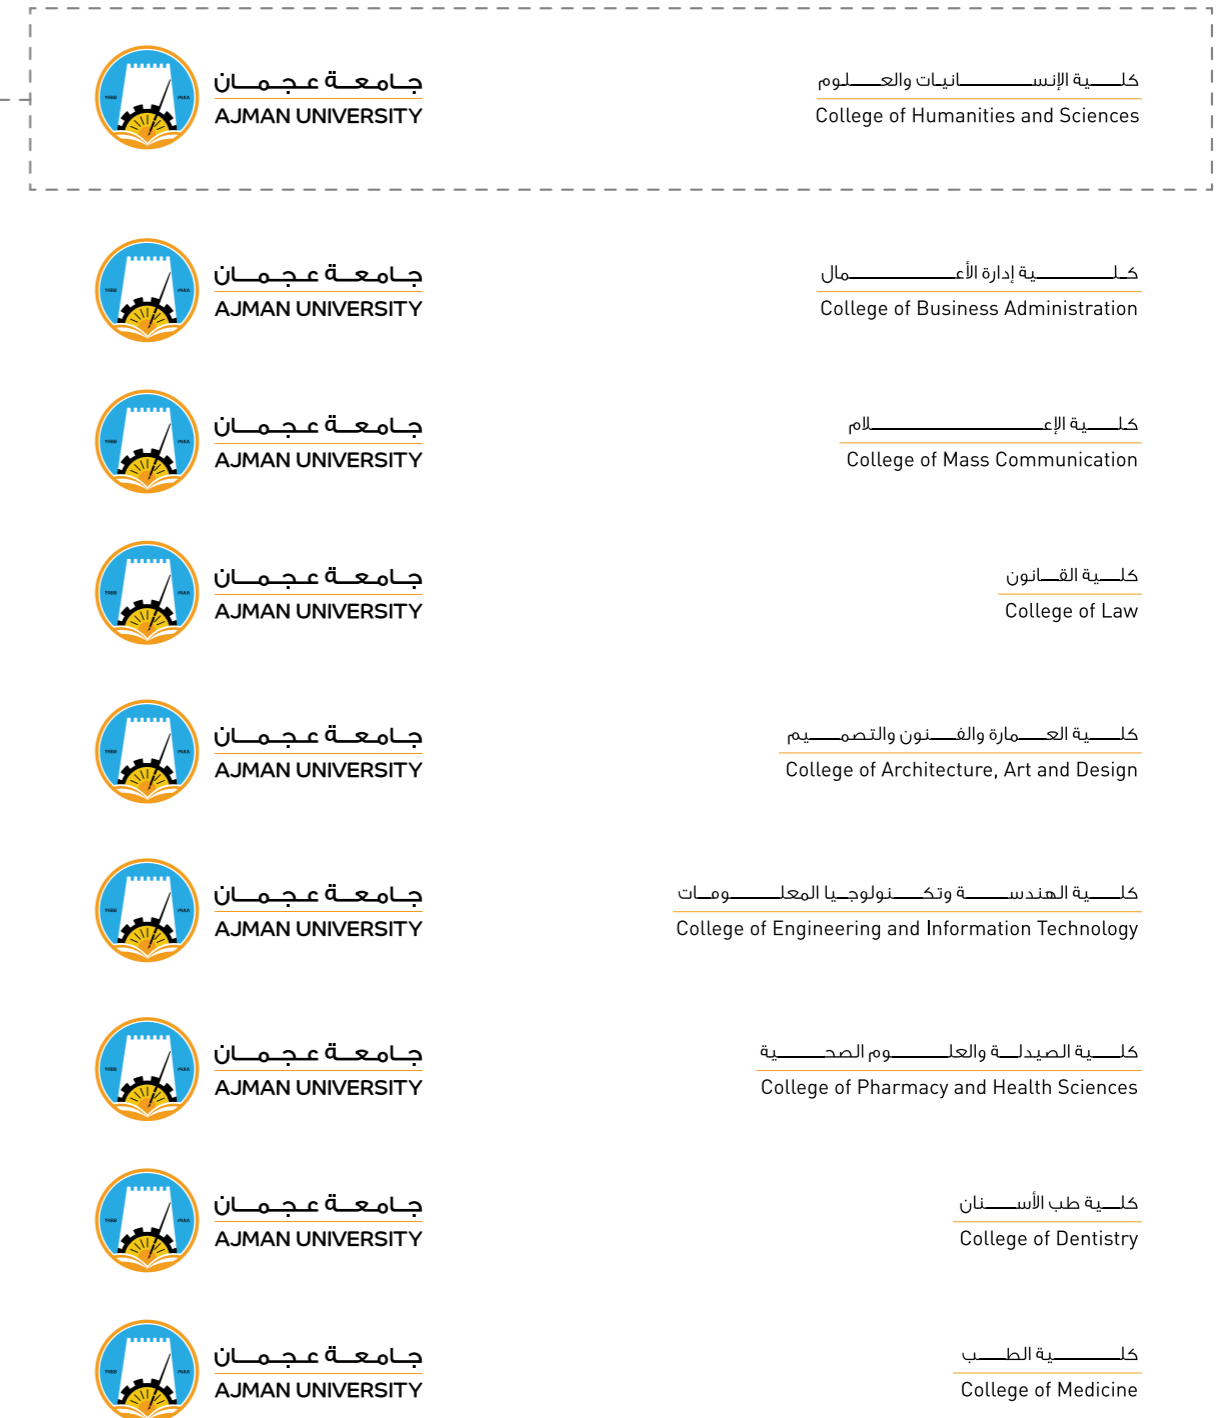 جامعة عجمان
AJMAN UNIVERSITY
كلية الإنسانيات والعلوم
College of Humanities and Sciences
جامعة عجمان
AJMAN UNIVERSITY
كلية إدارة الأعمال
College of Business Administration
جامعة عجمان
AJMAN UNIVERSITY
كلية الإعلام
College of Mass Communication
جامعة عجمان
AJMAN UNIVERSITY
كلية القانون
College of Law
جامعة عجمان
AJMAN UNIVERSITY
كلية العمارة والفنون والتصميم
College of Architecture, Art and Design
جامعة عجمان
AJMAN UNIVERSITY
كلية الهندسة وتكنولوجيا المعلومات
College of Engineering and Information Technology
جامعة عجمان
AJMAN UNIVERSITY
كلية الصيدلة والعلوم الصحية
College of Pharmacy and Health Sciences
جامعة عجمان
AJMAN UNIVERSITY
كلية طب الأسنان
College of Dentistry
جامعة عجمان
AJMAN UNIVERSITY
كلية الطب
College of Medicine